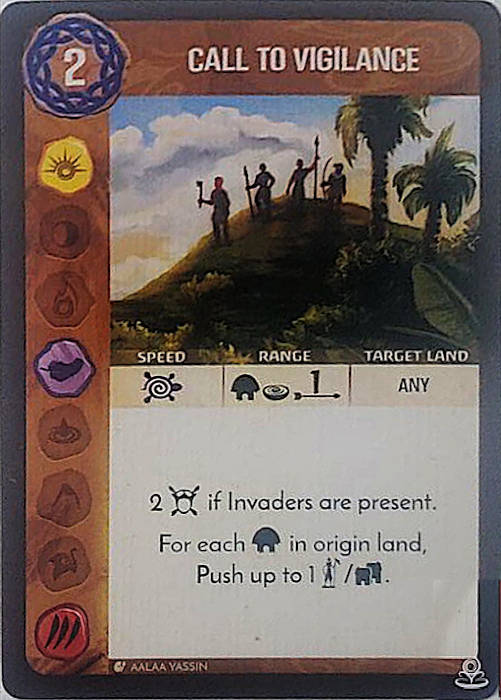 2
CALL TO VIGILANCE
SPEED RANGE TARGET LAND
1 ANY
2 if Invaders are present.
For each in origin land,
Push up to 1 / .
AALAA YASSIN